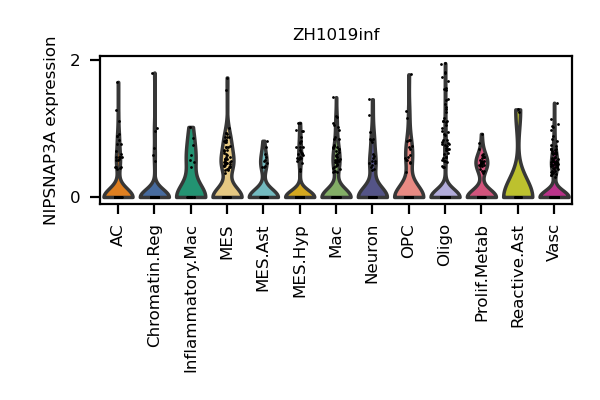 ZH1019inf
NIPSNAP3A expression
2
0
AC
Chromatin.Reg
Inflammatory.Mac
MES
MES.Ast
MES.Hyp
Mac
Neuron
OPC
Oligo
Prolif.Metab
Reactive.Ast
Vasc